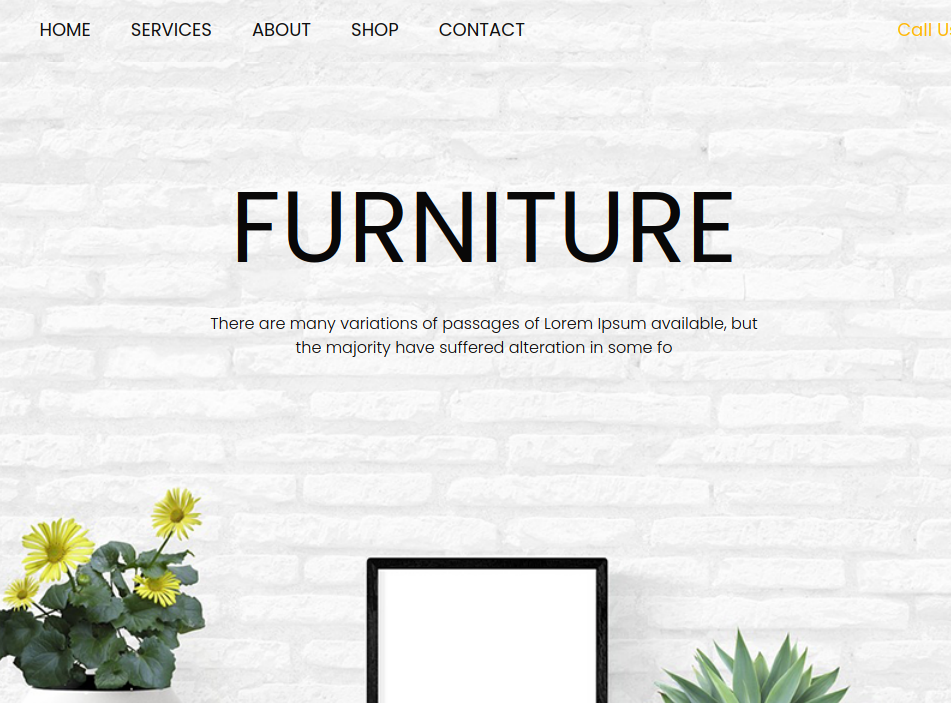 HOME SERVICES ABOUT SHOP CONTACT Call Us
FURNITURE
There are many variations of passages of Lorem Ipsum available, but
the majority have suffered alteration in some fo